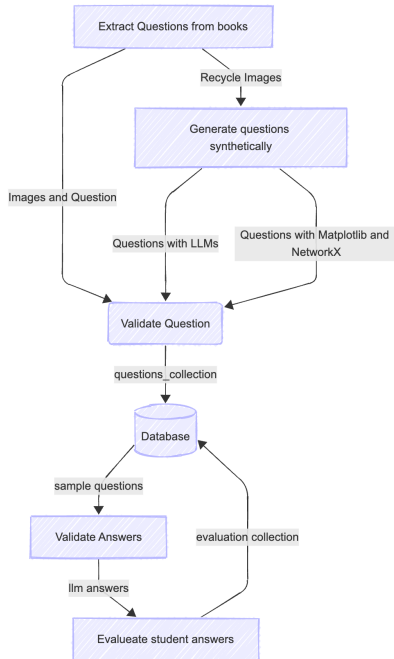 Extract Questions from books
Recycle Images
Generate questions
synthetically
Images and Question
Questions with LLMs
Questions with Matplotlib and
NetworkX
Validate Question
questions_collection
Database
sample questions
Validate Answers
evaluation collection
llm answers
Evalueate student answers